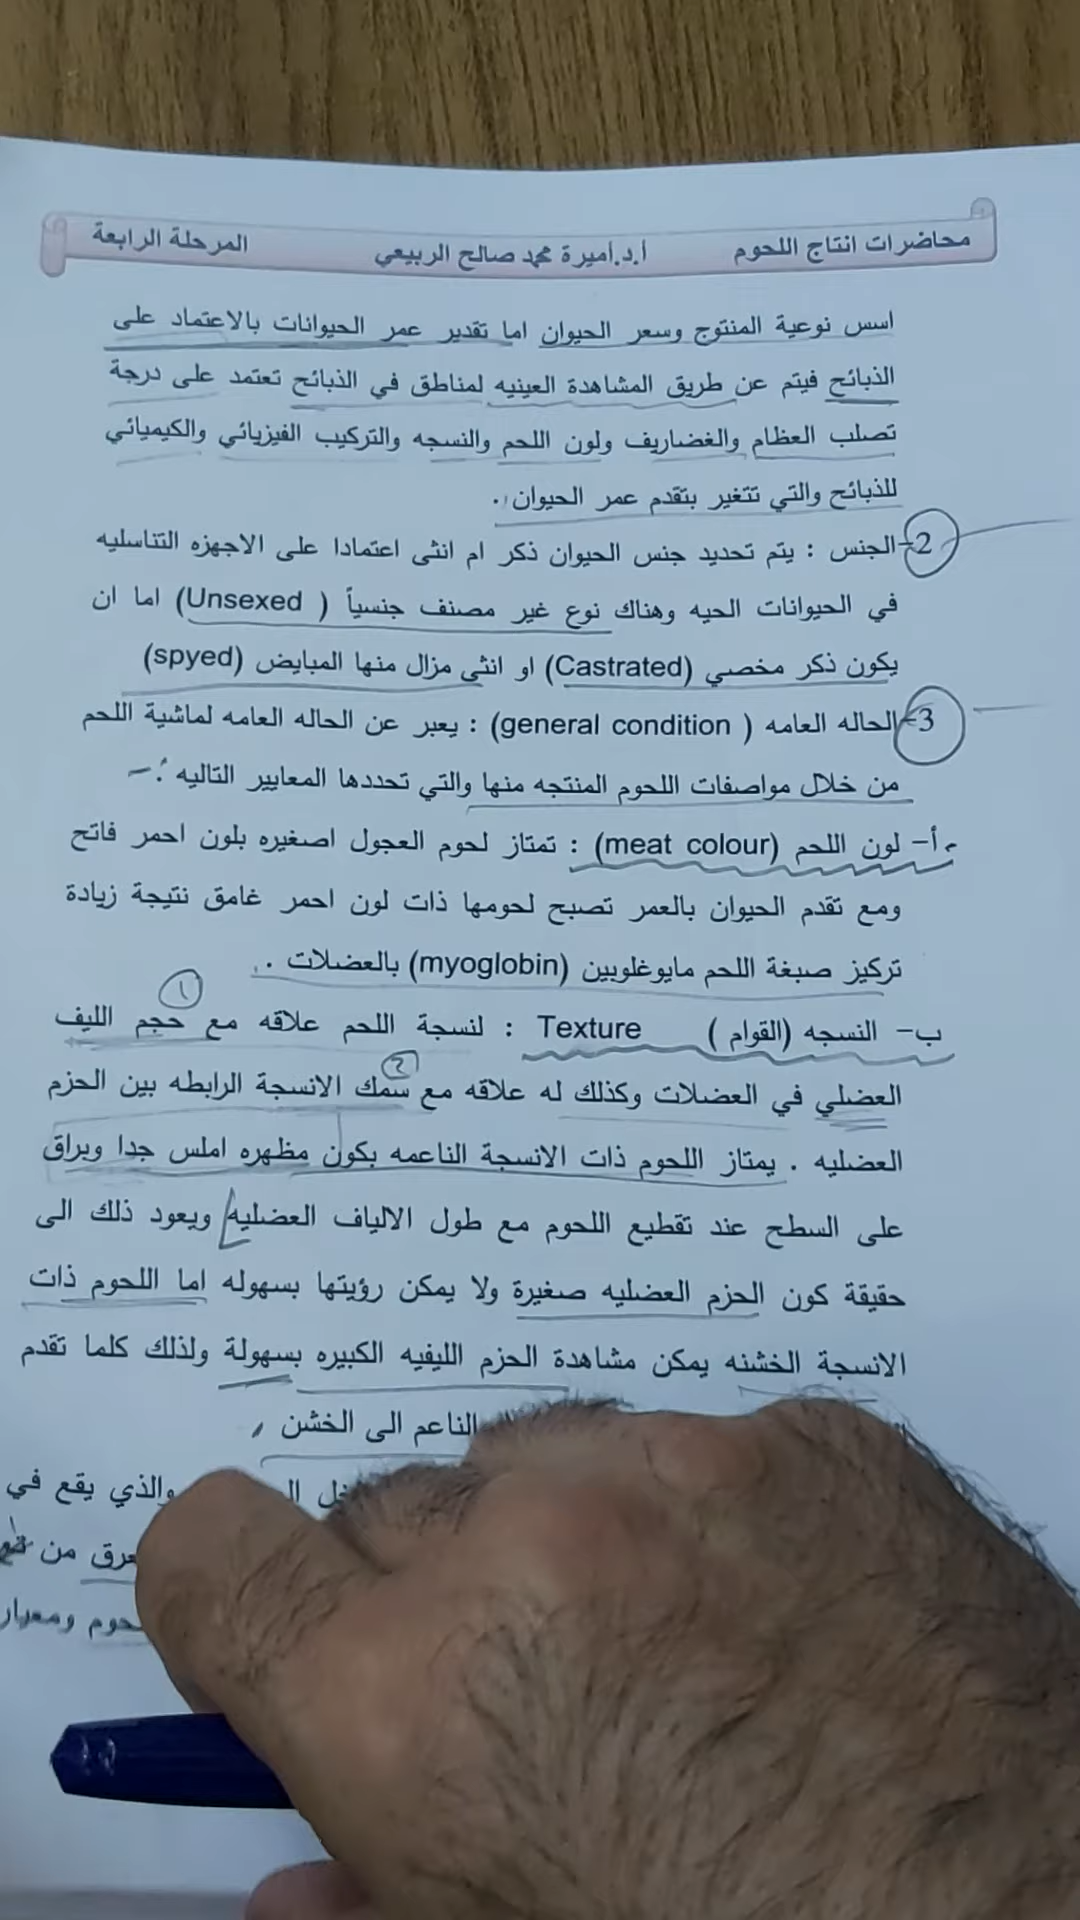 محاضرات انتاج اللحوم أ.د.أميرة محمد صالح الربيعي المرحلة الرابعة
اسس نوعية المنتوج وسعر الحيوان اما تقدير عمر الحيوانات بالاعتماد على
الذبائح فيتم عن طريق المشاهدة العينيه لمناطق في الذبائح تعتمد على درجة
تصلب العظام والغضاريف ولون اللحم والنسجه والتركيب الفيزيائي والكيميائي
للذبائح والتي تتغير بتقدم عمر الحيوان .
2-الجنس : يتم تحديد جنس الحيوان ذكر ام انثى اعتمادا على الاجهزه التناسليه
في الحيوانات الحيه وهناك نوع غير مصنف جنسياً ( Unsexed) اما ان
يكون ذكر مخصي (Castrated) او انثى مزال منها المبايض (spyed)
3-الحاله العامه ( general condition) : يعبر عن الحاله العامه لماشية اللحم
من خلال مواصفات اللحوم المنتجه منها والتي تحددها المعايير التاليه :-
أ- لون اللحم (meat colour) : تمتاز لحوم العجول اصغيره بلون احمر فاتح
ومع تقدم الحيوان بالعمر تصبح لحومها ذات لون احمر غامق نتيجة زيادة
تركيز صبغة اللحم مايوغلوبين (myoglobin) بالعضلات .
١
ب- النسجه (القوام ) Texture : لنسجة اللحم علاقه مع حجم الليف
2
العضلي في العضلات وكذلك له علاقه مع سمك الانسجة الرابطه بين الحزم
العضليه . يمتاز اللحوم ذات الانسجة الناعمه بكون مظهره املس جدا وبراق
على السطح عند تقطيع اللحوم مع طول الالياف العضليه ويعود ذلك الى
حقيقة كون الحزم العضليه صغيرة ولا يمكن رؤيتها بسهوله اما اللحوم ذات
الانسجة الخشنه يمكن مشاهدة الحزم الليفيه الكبيره بسهولة ولذلك كلما تقدم
الناعم الى الخشن
والذي يقع في
من
ومعيار